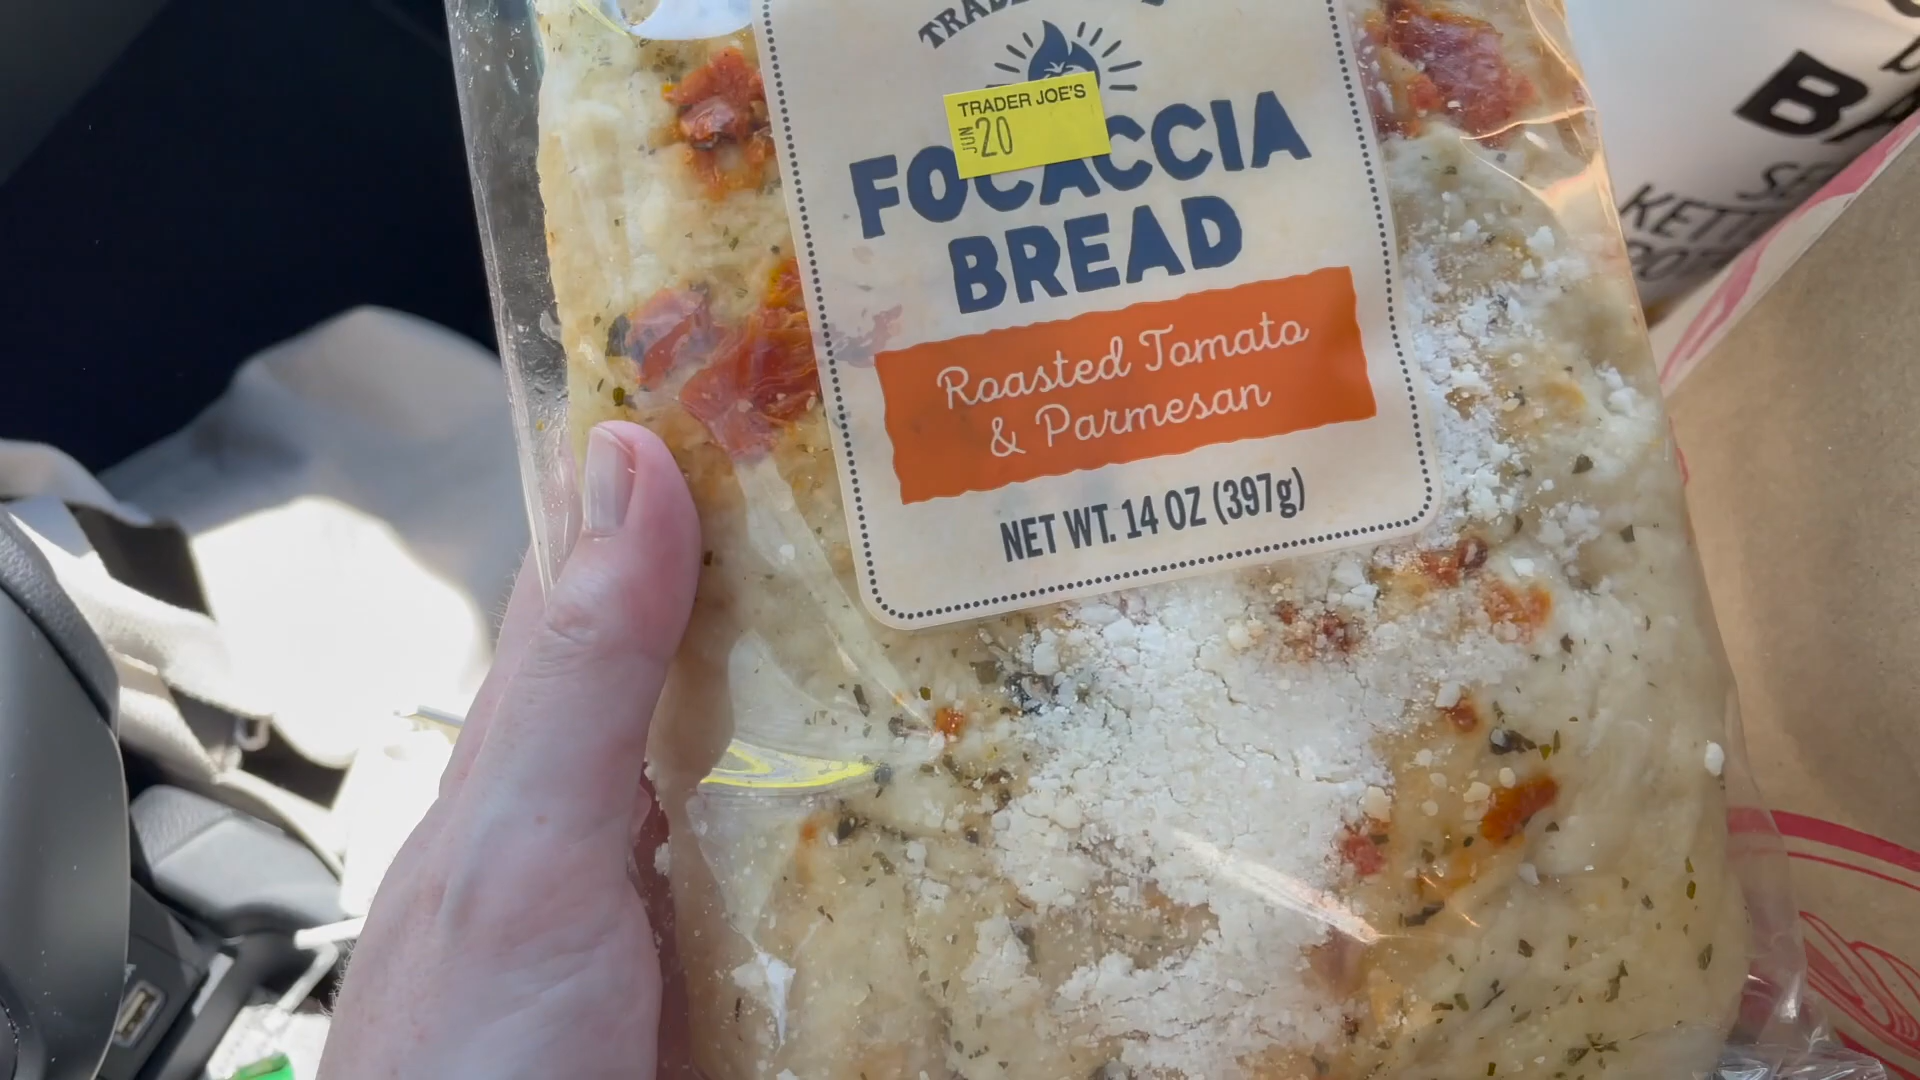 TRADER JOE'S
JUN 20
FOCACCIA
BREAD
Roasted Tomato
& Parmesan
NET WT. 14 OZ (397g)